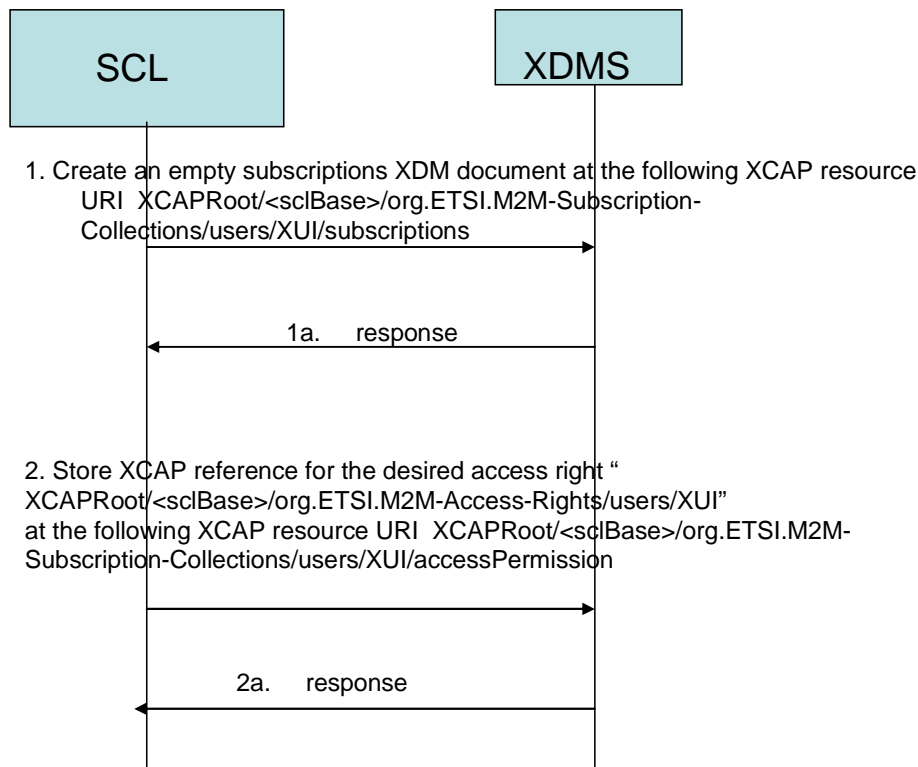 SCL
XDMS
1. Create an empty subscriptions XDM document at the following XCAP resource
URI XCAPRoot/<sclBase>/org.ETSI.M2M-Subscription-
Collections/users/XUI/subscriptions
1a. response
2. Store XCAP reference for the desired access right “
XCAPRoot/<sclBase>/org.ETSI.M2M-Access-Rights/users/XUI”
at the following XCAP resource URI XCAPRoot/<sclBase>/org.ETSI.M2M-
Subscription-Collections/users/XUI/accessPermission
2a. response